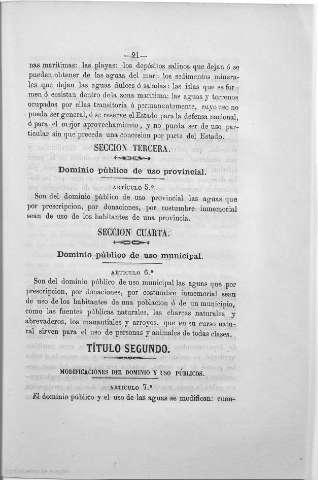 —21—
nas marítimas: las playas: los depósitos salinos que dejan ó se
puedan obtener de las aguas del mar: los sedimentos minera-
les que dejan las aguas dulces ó saladas: las islas que se for-
men ó existan dentro de la zona marítima: las aguas y terrenos
ocupados por ellas transitoria ó permanentemente, cuyo uso no
pueda ser general, ó se reserve el Estado para la defensa nacional,
ó para el mejor aprovechamiento, y no pueda ser de uso par-
ticular sin que preceda una concesion por parte del Estado.
SECCION TERCERA.
Dominio público de uso provincial.
ARTÍCULO 5.º
Son del dominio público de uso provincial las aguas que
por prescripcion, por donaciones, por costumbre inmemorial
sean de uso de los habitantes de una provincia.
SECCION CUARTA.
Dominio público de uso municipal.
ARTICULO 6.º
Son del dominio público de uso municipal las aguas que por
prescripcion, por donaciones, por costumbre inmemorial sean
de uso de los habitantes de una poblacion ó de un municipio,
como las fuentes públicas naturales, las charcas naturales y
abrevaderos, los manantiales y arroyos, que en su curso natu-
ral sirven para el uso de personas y animales de todas clases.
TÍTULO SEGUNDO.
MODIFICACIONES DEL DOMINIO Y USO PÚBLICOS.
ARTICULO 7.º
El dominio público y el uso de las aguas se modifican: cuan-